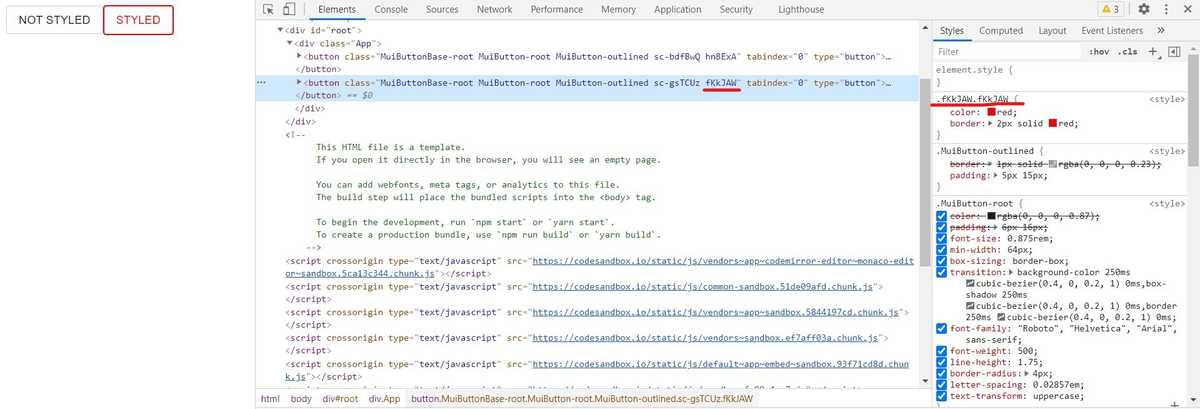 NOT STYLED STYLED
Elements Console Sources Network Performance Memory Application Security Lighthouse 3
<div id="root">
<div class="App">
<button class="MuiButtonBase-root MuiButton-root MuiButton-outlined sc-bdfBwQ hnBExA" tabindex="0" type="button">…
</button>
<button class="MuiButtonBase-root MuiButton-root MuiButton-outlined sc-gsTCUz fKkJAW" tabindex="0" type="button">…
</button> == $0
</div>
</div>
<!--
This HTML file is a template.
If you open it directly in the browser, you will see an empty page.
You can add webfonts, meta tags, or analytics to this file.
The build step will place the bundled scripts into the <body> tag.
To begin the development, run `npm start` or `yarn start`.
To create a production bundle, use `npm run build` or `yarn build`.
-->
<script crossorigin type="text/javascript" src="https://codesandbox.io/static/js/vendors~app~codemirror-editor~monaco-edi
tor~sandbox.5ca13c344.chunk.js"></script>
<script crossorigin type="text/javascript" src="https://codesandbox.io/static/js/common-sandbox.51de09afd.chunk.js">
</script>
<script crossorigin type="text/javascript" src="https://codesandbox.io/static/js/vendors~app~sandbox.5844197cd.chunk.js">
</script>
<script crossorigin type="text/javascript" src="https://codesandbox.io/static/js/vendors~sandbox.ef7aff03a.chunk.js">
</script>
<script crossorigin type="text/javascript" src="https://codesandbox.io/static/js/default~app~embed~sandbox.93f71cd8d.chun
k.js"></script>
html body div#root div.App button.MuiButtonBase-root.MuiButton-root.MuiButton-outlined.sc-gsTCUz.fKkJAW
Styles Computed Layout Event Listeners
Filter :hov .cls +
element.style {
}
.fKkJAW.fKkJAW { <style>
color: red;
border: 2px solid red;
}
.MuiButton-outlined { <style>
border: 1px solid rgba(0, 0, 0, 0.23);
padding: 5px 15px;
}
.MuiButton-root { <style>
color: rgba(0, 0, 0, 0.87);
padding: 6px 16px;
font-size: 0.875rem;
min-width: 64px;
box-sizing: border-box;
transition: background-color 250ms
cubic-bezier(0.4, 0, 0.2, 1) 0ms,box-
shadow 250ms
cubic-bezier(0.4, 0, 0.2, 1) 0ms,border
250ms cubic-bezier(0.4, 0, 0.2, 1) 0ms;
font-family: "Roboto", "Helvetica", "Arial",
sans-serif;
font-weight: 500;
line-height: 1.75;
border-radius: 4px;
letter-spacing: 0.02857em;
text-transform: uppercase;